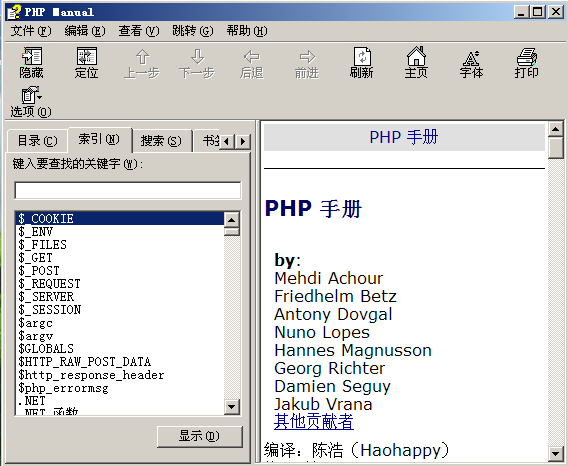 PHP Manual
文件(F) 编辑(E) 查看(V) 跳转(G) 帮助(H)
隐藏 定位 上一步 下一步 后退 前进 刷新 主页 字体 打印
选项(O)
目录(C) 索引(N) 搜索(S)
键入要查找的关键字(W):
$_COOKIE
$_ENV
$_FILES
$_GET
$_POST
$_REQUEST
$_SERVER
$_SESSION
$argc
$argv
$GLOBALS
$HTTP_RAW_POST_DATA
$http_response_header
$php_errormsg
.NET
.NET 函数
显示(D)
PHP 手册
PHP 手册
by:
Mehdi Achour
Friedhelm Betz
Antony Dovgal
Nuno Lopes
Hannes Magnusson
Georg Richter
Damien Seguy
Jakub Vrana
其他贡献者
编译：陈浩（Haohappy）